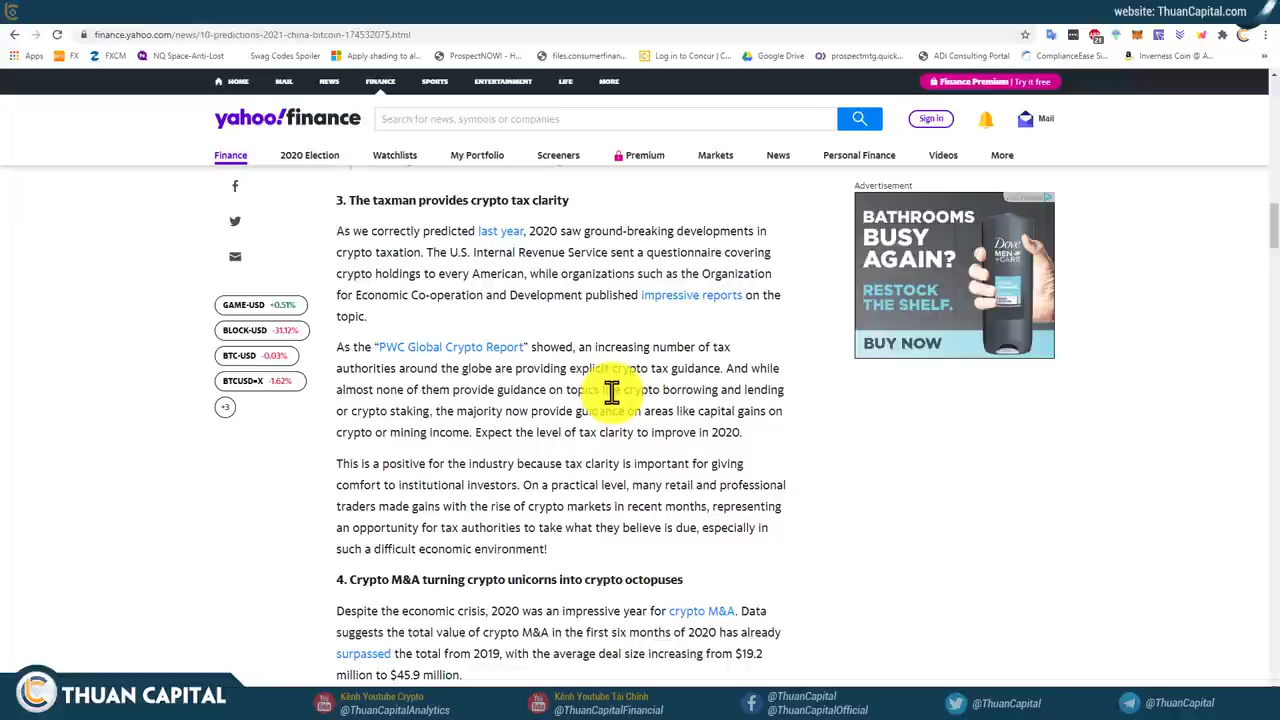 website: ThuanCapital.com
finance.yahoo.com/news/10-predictions-2021-china-bitcoin-174532075.html
Apps FX FXCM NQ Space-Anti-Lost Swag Codes Spoiler Apply shading to al... ProspectNOW! - Ev... files.consumerfinan... Log in to Concur | C... Google Drive prospectmtg.quick... ADI Consulting Portal ComplianceEase Si... Inverness Coin @ A... »
HOME MAIL NEWS FINANCE SPORTS ENTERTAINMENT LIFE MORE Finance Premium | Try it free
yahoo!finance Search for news, symbols or companies Sign in Mail
Finance 2020 Election Watchlists My Portfolio Screeners Premium Markets News Personal Finance Videos More
3. The taxman provides crypto tax clarity
As we correctly predicted last year, 2020 saw ground-breaking developments in
crypto taxation. The U.S. Internal Revenue Service sent a questionnaire covering
crypto holdings to every American, while organizations such as the Organization
for Economic Co-operation and Development published impressive reports on the
topic.
As the “PWC Global Crypto Report” showed, an increasing number of tax
authorities around the globe are providing explicit crypto tax guidance. And while
almost none of them provide guidance on topics like crypto borrowing and lending
or crypto staking, the majority now provide guidance on areas like capital gains on
crypto or mining income. Expect the level of tax clarity to improve in 2020.
This is a positive for the industry because tax clarity is important for giving
comfort to institutional investors. On a practical level, many retail and professional
traders made gains with the rise of crypto markets in recent months, representing
an opportunity for tax authorities to take what they believe is due, especially in
such a difficult economic environment!
4. Crypto M&A turning crypto unicorns into crypto octopuses
Despite the economic crisis, 2020 was an impressive year for crypto M&A. Data
suggests the total value of crypto M&A in the first six months of 2020 has already
surpassed the total from 2019, with the average deal size increasing from $19.2
million to $45.9 million.
GAME-USD +0.51%
BLOCK-USD -31.12%
BTC-USD -0.03%
BTCUSD=X -1.62%
+3
Advertisement
BATHROOMS
BUSY
AGAIN?
RESTOCK
THE SHELF.
BUY NOW
Dove
MEN+CARE
THUAN CAPITAL
Kênh Youtube Crypto
@ThuanCapitalAnalytics
Kênh Youtube Tài Chính
@ThuanCapitalFinancial
@ThuanCapital
@ThuanCapitalOfficial
@ThuanCapital
@ThuanCapital